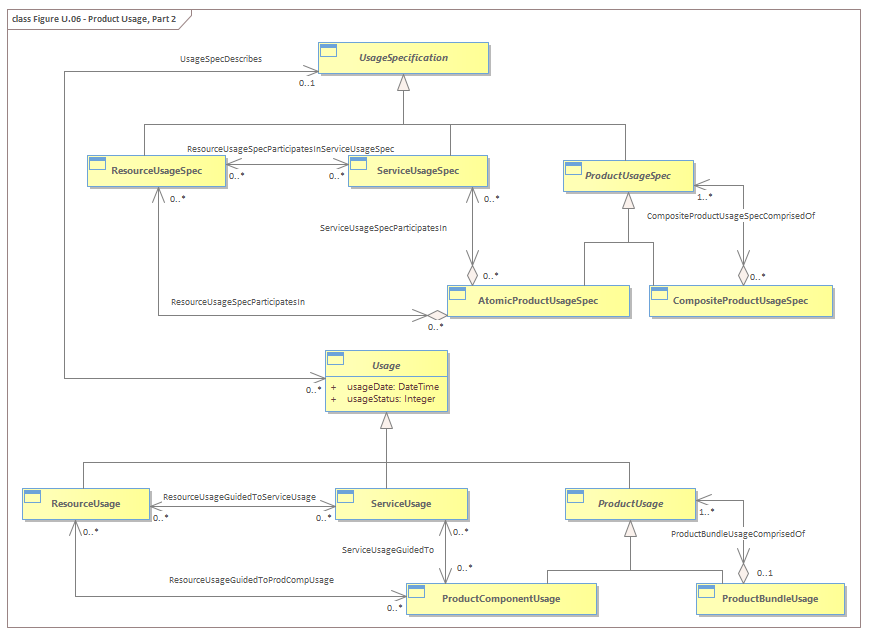 class Figure U.06 - Product Usage, Part 2
UsageSpecDescribes
UsageSpecification
0..1
ResourceUsageSpecParticipatesInServiceUsageSpec
ResourceUsageSpec
ServiceUsageSpec
ProductUsageSpec
0..*
0..*
0..*
0..*
1..*
CompositeProductUsageSpecComprisedOf
ServiceUsageSpecParticipatesIn
0..*
0..*
ResourceUsageSpecParticipatesIn
AtomicProductUsageSpec
CompositeProductUsageSpec
0..*
Usage
0..*
+ usageDate: DateTime
+ usageStatus: Integer
ResourceUsageGuidedToServiceUsage
ResourceUsage
ServiceUsage
ProductUsage
0..*
0..*
1..*
0..*
0..*
ProductBundleUsageComprisedOf
ServiceUsageGuidedTo
0..*
0..1
ResourceUsageGuidedToProdCompUsage
ProductComponentUsage
ProductBundleUsage
0..*